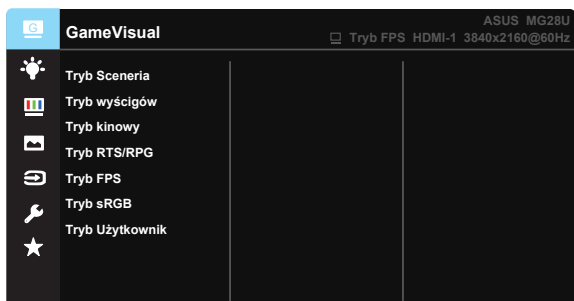 G
GameVisual
ASUS MG28U
Tryb FPS HDMI-1 3840x2160@60Hz
Tryb Sceneria
Tryb wyścigów
Tryb kinowy
Tryb RTS/RPG
Tryb FPS
Tryb sRGB
Tryb Użytkownik